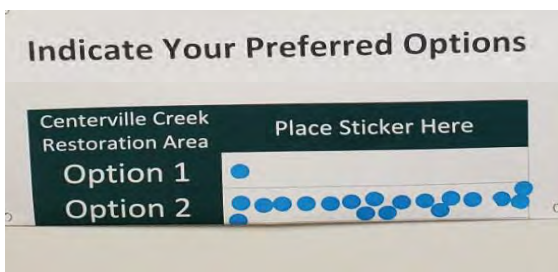 Indicate Your Preferred Options
Centerville Creek
Restoration Area
Place Sticker Here
Option 1
Option 2